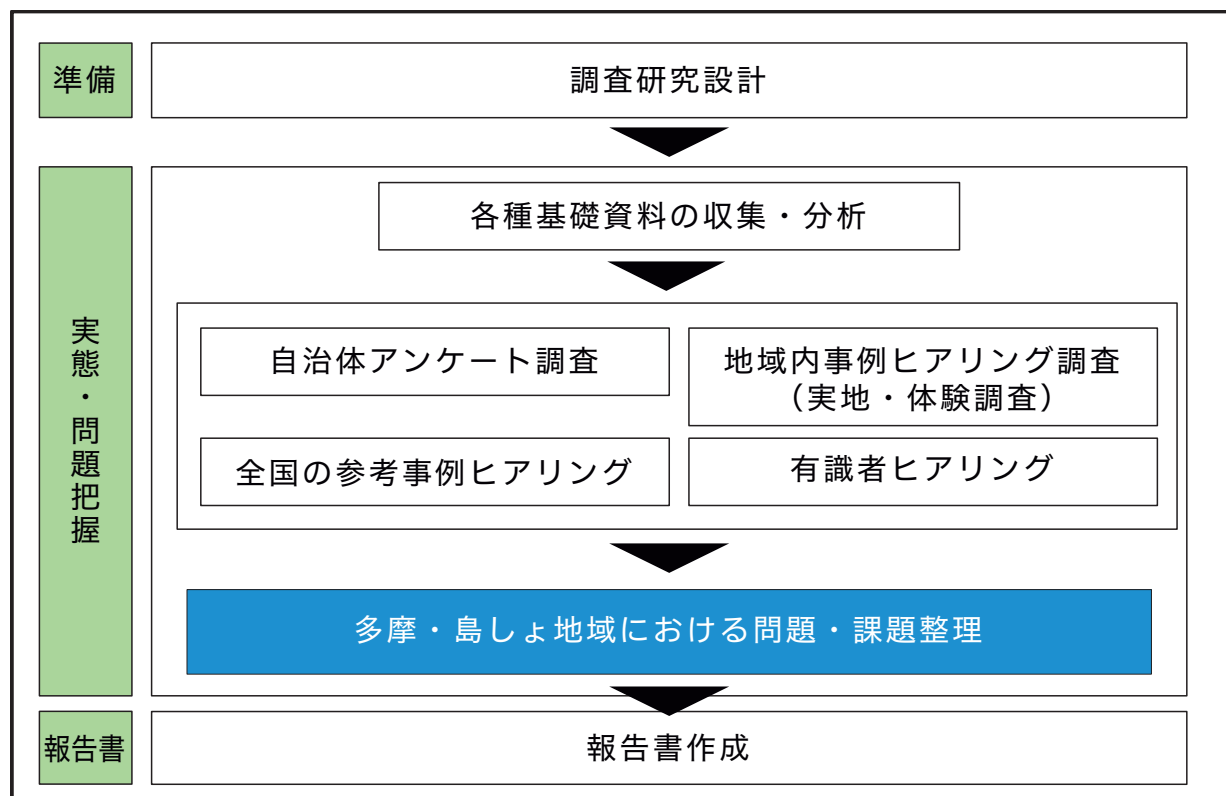 準備
調査研究設計
実態・問題把握
各種基礎資料の収集・分析
自治体アンケート調査
地域内事例ヒアリング調査
（実地・体験調査）
全国の参考事例ヒアリング
有識者ヒアリング
多摩・島しょ地域における問題・課題整理
報告書
報告書作成